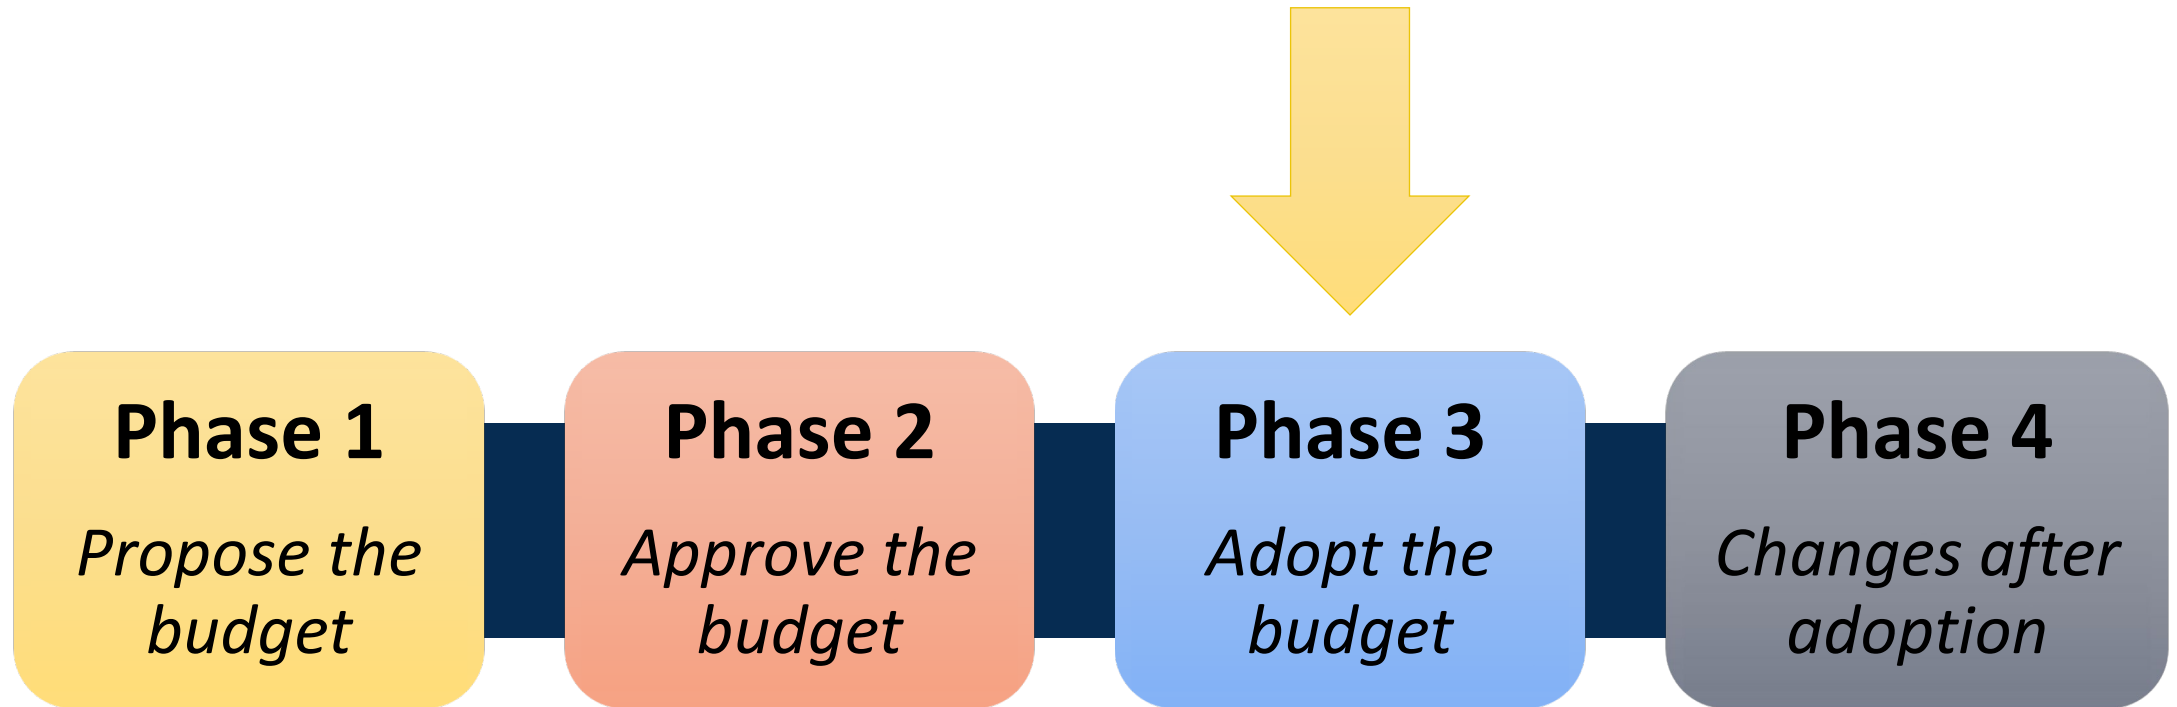 Phase 1
Propose the
budget
Phase 2
Approve the
budget
Phase 3
Adopt the
budget
Phase 4
Changes after
adoption